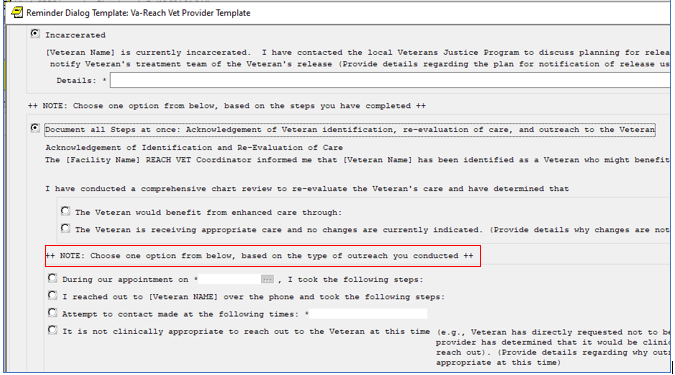 Reminder Dialog Template: Va-Reach Vet Provider Template
Incarcerated
[Veteran Name] is currently incarcerated.  I have contacted the local Veterans Justice Program to discuss planning for relea
notify Veteran's treatment team of the Veteran's release (Provide details regarding the plan for notification of release us
Details: *
++ NOTE: Choose one option from below, based on the steps you have completed ++
Document all Steps at once: Acknowledgement of Veteran identification, re-evaluation of care, and outreach to the Veteran
Acknowledgement of Identification and Re-Evaluation of Care
The [Facility Name] REACH VET Coordinator informed me that [Veteran Name] has been identified as a Veteran who might benefit
I have conducted a comprehensive chart review to re-evaluate the Veteran's care and have determined that
The Veteran would benefit from enhanced care through:
The Veteran is receiving appropriate care and no changes are currently indicated. (Provide details why changes are not
++ NOTE: Choose one option from below, based on the type of outreach you conducted ++
During our appointment on * ... , I took the following steps:
I reached out to [Veteran NAME] over the phone and took the following steps:
Attempt to contact made at the following times: *
It is not clinically appropriate to reach out to the Veteran at this time (e.g., Veteran has directly requested not to be
provider has determined that it would be clinic
reach out). (Provide details regarding why out
appropriate at this time)